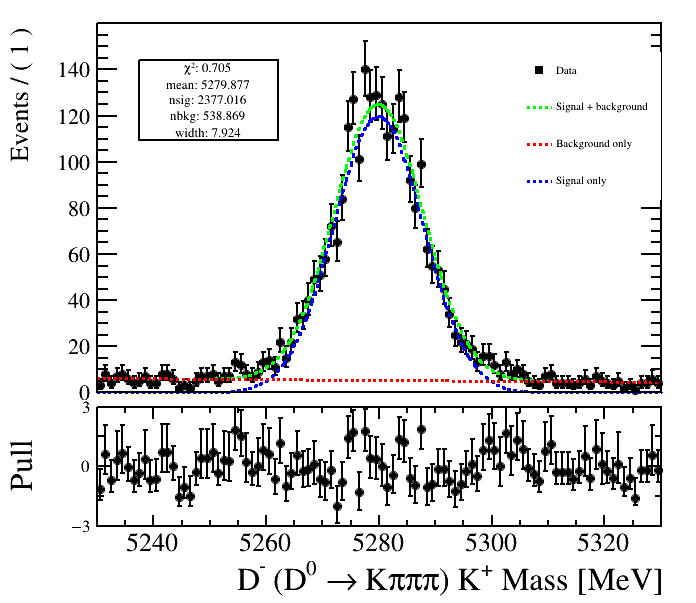 Events / ( 1 )
140
120
100
80
60
40
20
0
χ²: 0.705
mean: 5279.877
nsig: 2377.016
nbkg: 538.869
width: 7.924
Data
Signal + background
Background only
Signal only
Pull
3
0
−3
5240 5260 5280 5300 5320
D⁻ (D⁰ → Kπππ) K⁺ Mass [MeV]